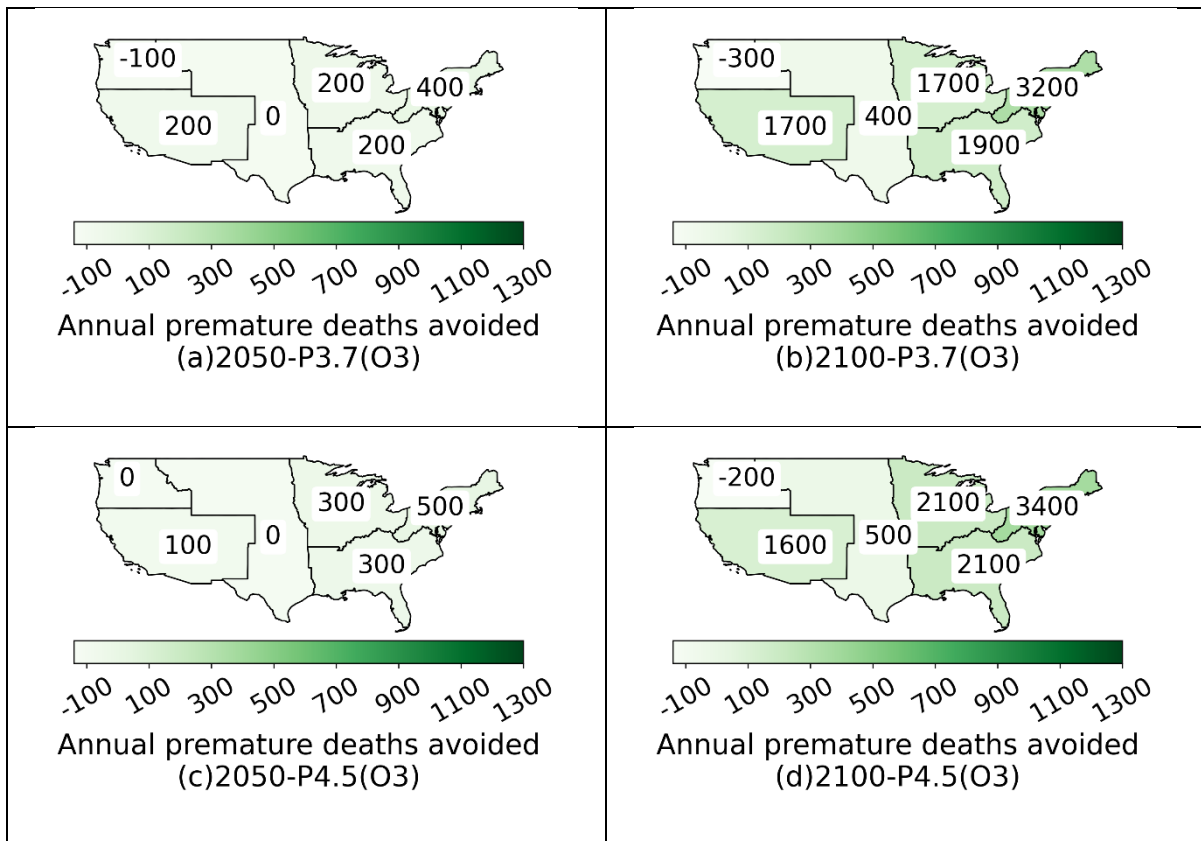 -100
200
400
200
0
200
-100 100 300 500 700 900 1100 1300
Annual premature deaths avoided
(a)2050-P3.7(O3)
-300
1700
3200
400
1700
1900
-100 100 300 500 700 900 1100 1300
Annual premature deaths avoided
(b)2100-P3.7(O3)
0
300
500
0
100
300
-100 100 300 500 700 900 1100 1300
Annual premature deaths avoided
(c)2050-P4.5(O3)
-200
2100
3400
500
1600
2100
-100 100 300 500 700 900 1100 1300
Annual premature deaths avoided
(d)2100-P4.5(O3)